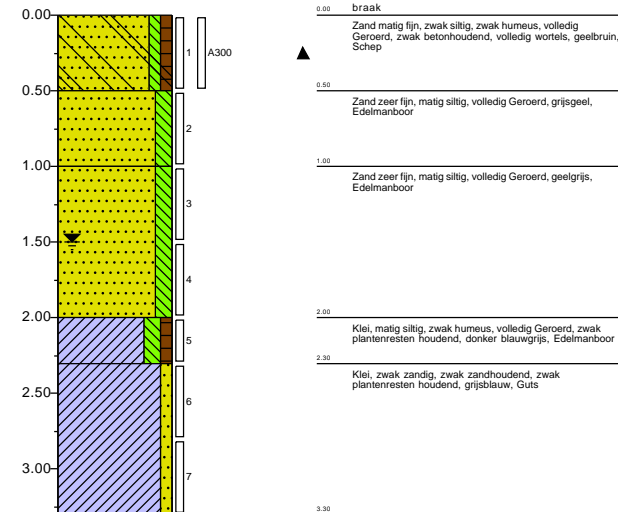 0.00
0.50
1.00
1.50
2.00
2.50
3.00
1
A300
2
3
4
5
6
7
0.00
braak
Zand matig fijn, zwak siltig, zwak humeus, volledig
Geroerd, zwak betonhoudend, volledig wortels, geelbruin,
Schep
0.50
Zand zeer fijn, matig siltig, volledig Geroerd, grijsgeel,
Edelmanboor
1.00
Zand zeer fijn, matig siltig, volledig Geroerd, geelgrijs,
Edelmanboor
2.00
Klei, matig siltig, zwak humeus, volledig Geroerd, zwak
plantenresten houdend, donker blauwgrijs, Edelmanboor
2.30
Klei, zwak zandig, zwak zandhoudend, zwak
plantenresten houdend, grijsblauw, Guts
3.30